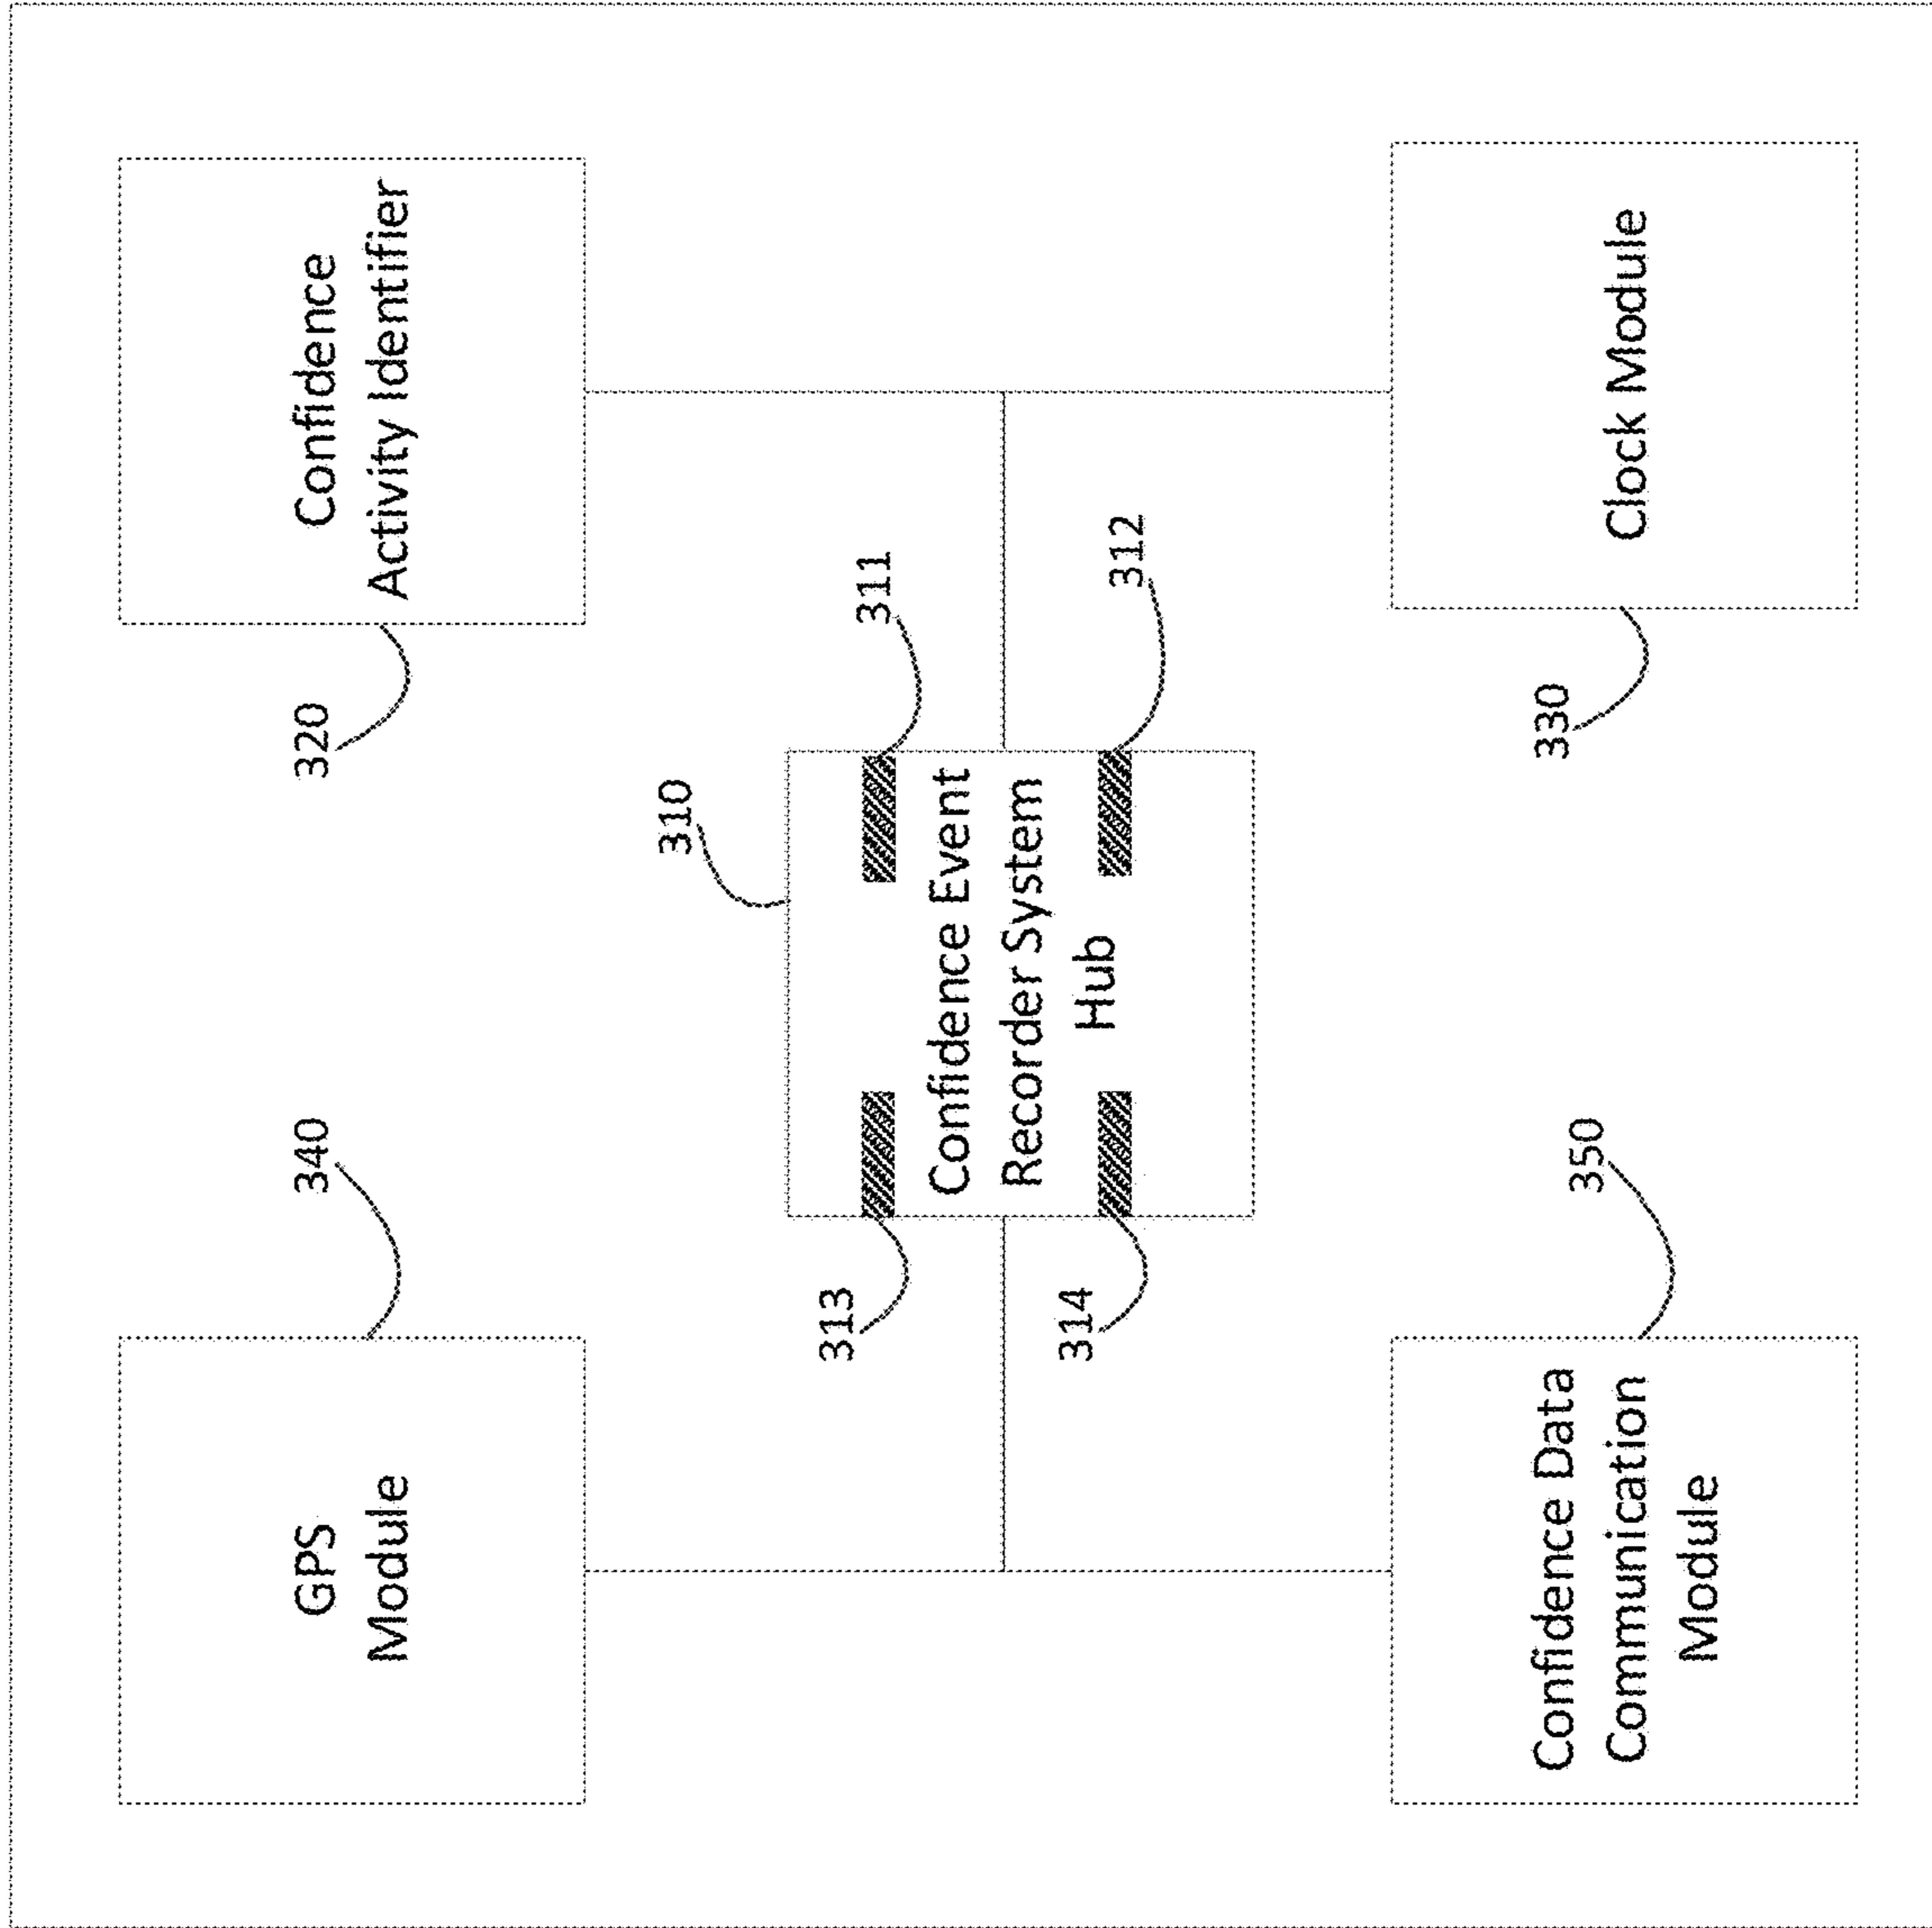 GPS
Module
340
320
Confidence
Activity Identifier
310
313
311
Confidence Event
Recorder System
Hub
314
312
350
330
Confidence Data
Communication
Module
Clock Module